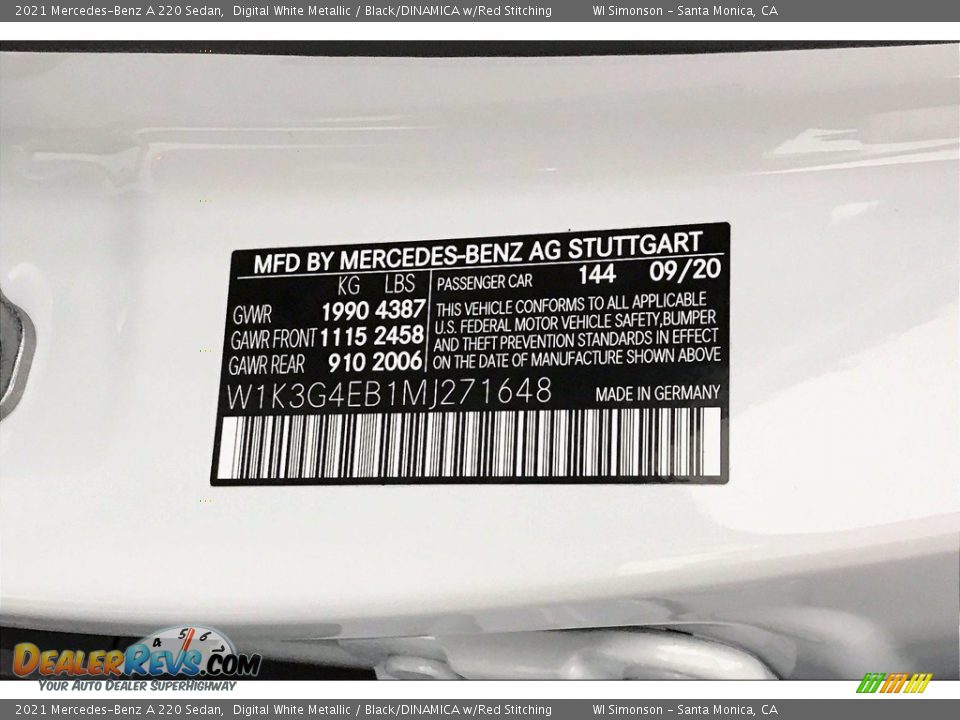 2021 Mercedes-Benz A 220 Sedan, Digital White Metallic / Black/DINAMICA w/Red Stitching WI Simonson - Santa Monica, CA
MFD BY MERCEDES-BENZ AG STUTTGART
KG LBS PASSENGER CAR 144 09/20
GWR 1990 4387
GAWR FRONT 1115 2458
GAWR REAR 910 2006
THIS VEHICLE CONFORMS TO ALL APPLICABLE
U.S. FEDERAL MOTOR VEHICLE SAFETY, BUMPER
AND THEFT PREVENTION STANDARDS IN EFFECT
ON THE DATE OF MANUFACTURE SHOWN ABOVE
W1K3G4EB1MJ271648 MADE IN GERMANY
4 5 6
DEALERREVS.COM
YOUR AUTO DEALER SUPERHIGHWAY
2021 Mercedes-Benz A 220 Sedan, Digital White Metallic / Black/DINAMICA w/Red Stitching WI Simonson - Santa Monica, CA